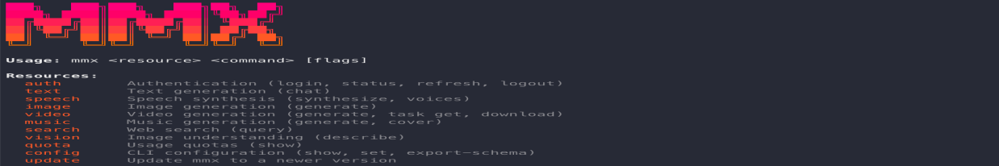 MMX
Usage: mmx <resource> <command> [flags]
Resources:
auth Authentication (login, status, refresh, logout)
text Text generation (chat)
speech Speech synthesis (synthesize, voices)
image Image generation (generate)
video Video generation (generate, task get, download)
music Music generation (generate, cover)
search Web search (query)
vision Image understanding (describe)
quota Usage quotas (show)
config CLI configuration (show, set, export-schema)
update Update mmx to a newer version